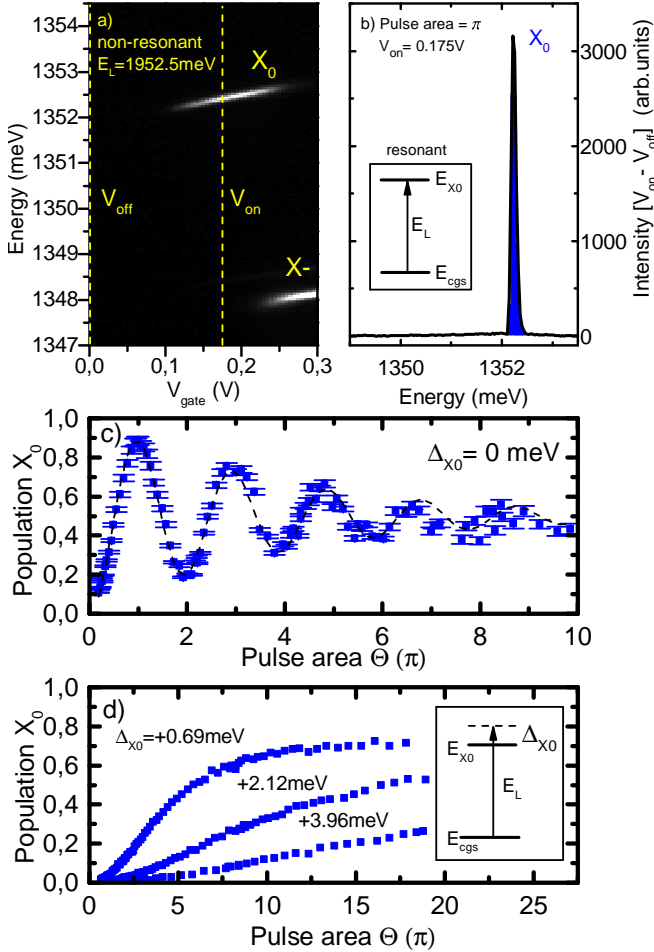 a)
non-resonant
E_L=1952.5meV
X_0
V_off
V_on
X-
1354
1353
1352
1351
1350
1349
1348
1347
Energy (meV)
0,0 0,1 0,2 0,3
V_gate (V)
b) Pulse area = π
V_on= 0.175V
X_0
resonant
E_X0
E_L
E_cgs
3000
2000
1000
0
Intensity [V_on - V_off] (arb.units)
1350 1352
Energy (meV)
c)
Δ_X0= 0 meV
1,0
0,8
0,6
0,4
0,2
0,0
Population X_0
0 2 4 6 8 10
Pulse area Θ (π)
d)
Δ_X0=+0.69meV
+2.12meV
+3.96meV
Δ_X0
E_X0
E_L
E_cgs
1,0
0,8
0,6
0,4
0,2
0,0
Population X_0
0 5 10 15 20 25
Pulse area Θ (π)